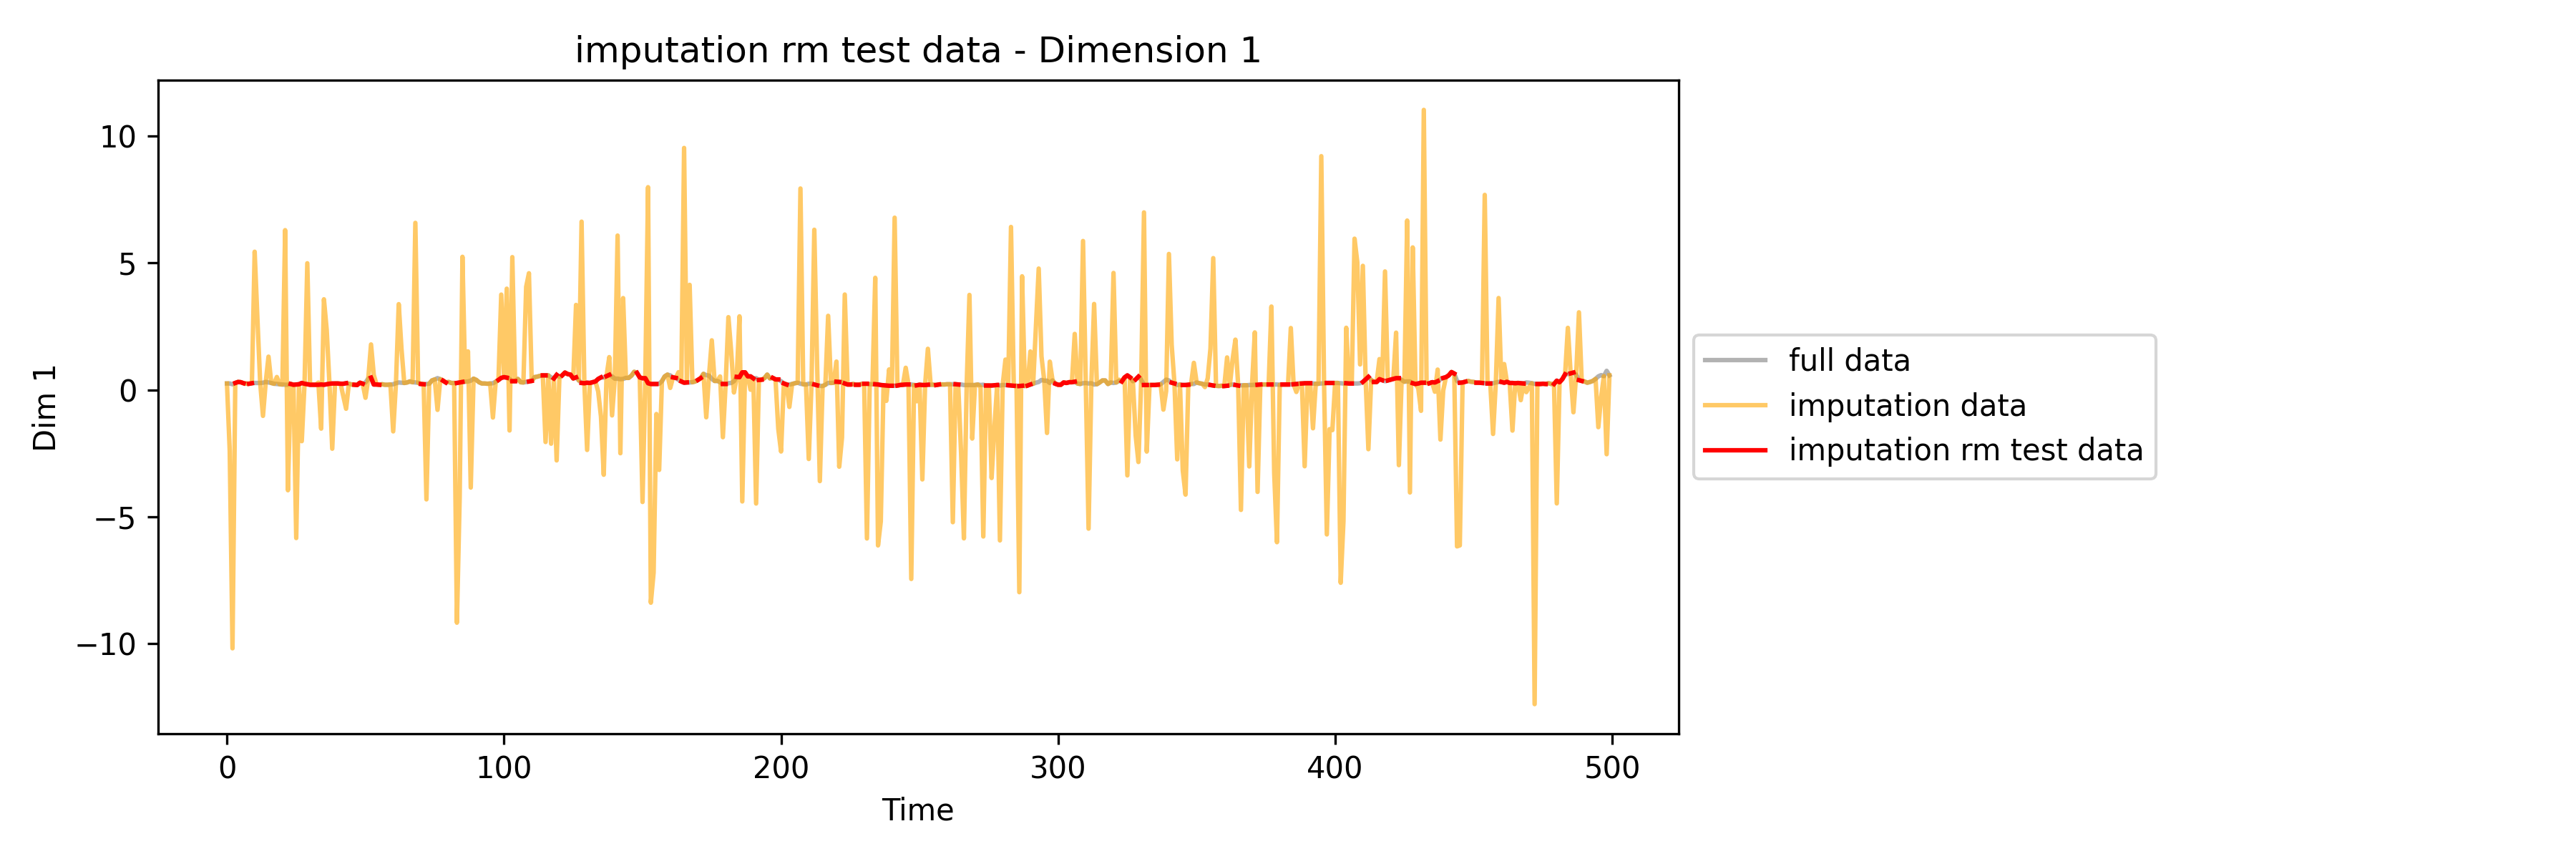 imputation rm test data - Dimension 1
10
5
0
−5
−10
Dim 1
0 100 200 300 400 500
Time
full data
imputation data
imputation rm test data